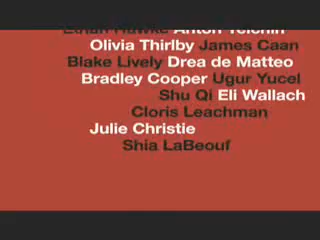 Ethan Hawke Anton Yelchin
Olivia Thirlby James Caan
Blake Lively Drea de Matteo
Bradley Cooper Ugur Yucel
Shu Qi Eli Wallach
Cloris Leachman
Julie Christie
Shia LaBeouf